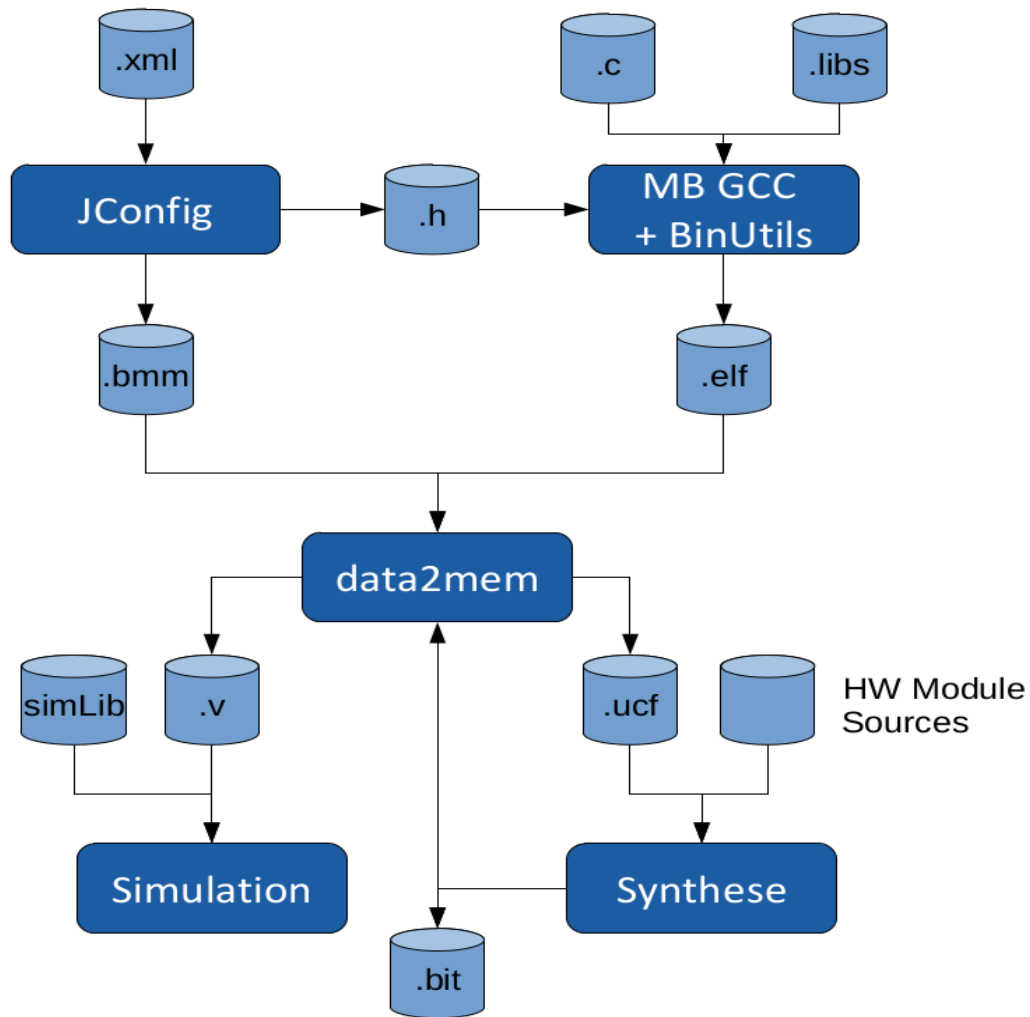 .xml
.c
.libs
JConfig
.h
MB GCC
+ BinUtils
.bmm
.elf
data2mem
simLib
.v
.ucf
HW Module
Sources
Simulation
Synthese
.bit